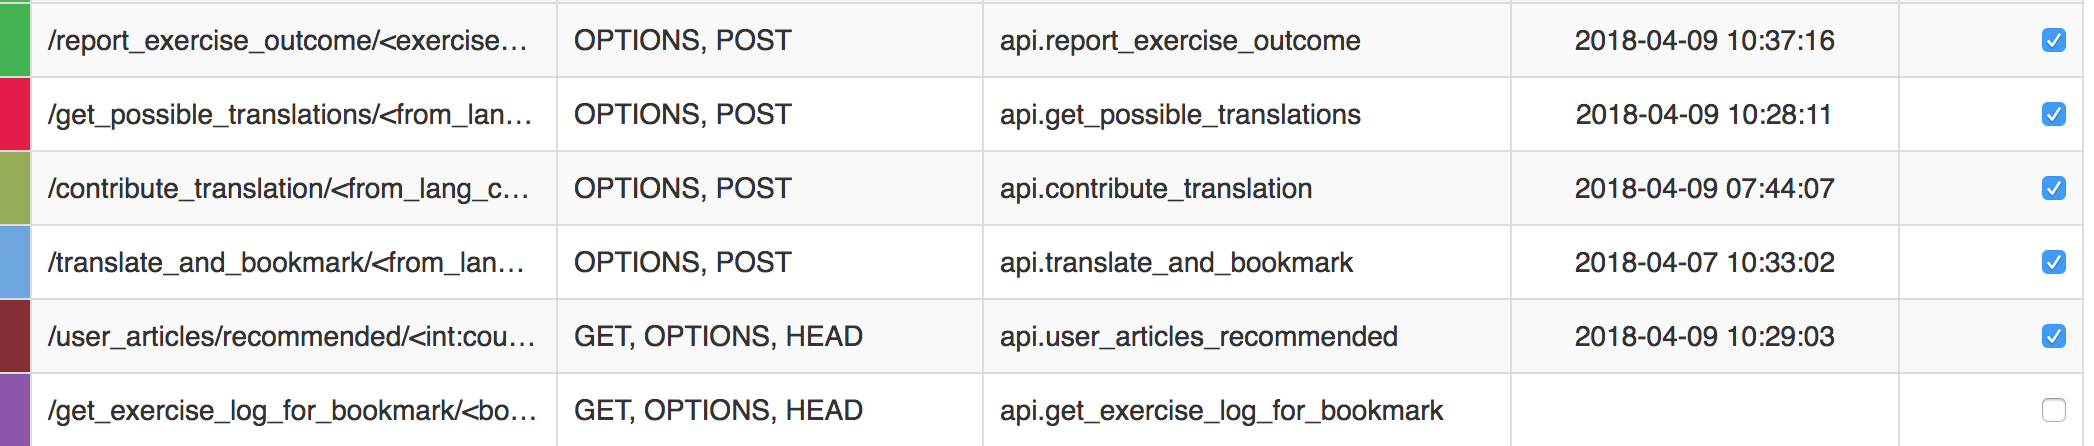 /report_exercise_outcome/<exercise… OPTIONS, POST api.report_exercise_outcome 2018-04-09 10:37:16
/get_possible_translations/<from_lan… OPTIONS, POST api.get_possible_translations 2018-04-09 10:28:11
/contribute_translation/<from_lang_c… OPTIONS, POST api.contribute_translation 2018-04-09 07:44:07
/translate_and_bookmark/<from_lan… OPTIONS, POST api.translate_and_bookmark 2018-04-07 10:33:02
/user_articles/recommended/<int:cou… GET, OPTIONS, HEAD api.user_articles_recommended 2018-04-09 10:29:03
/get_exercise_log_for_bookmark/<bo… GET, OPTIONS, HEAD api.get_exercise_log_for_bookmark